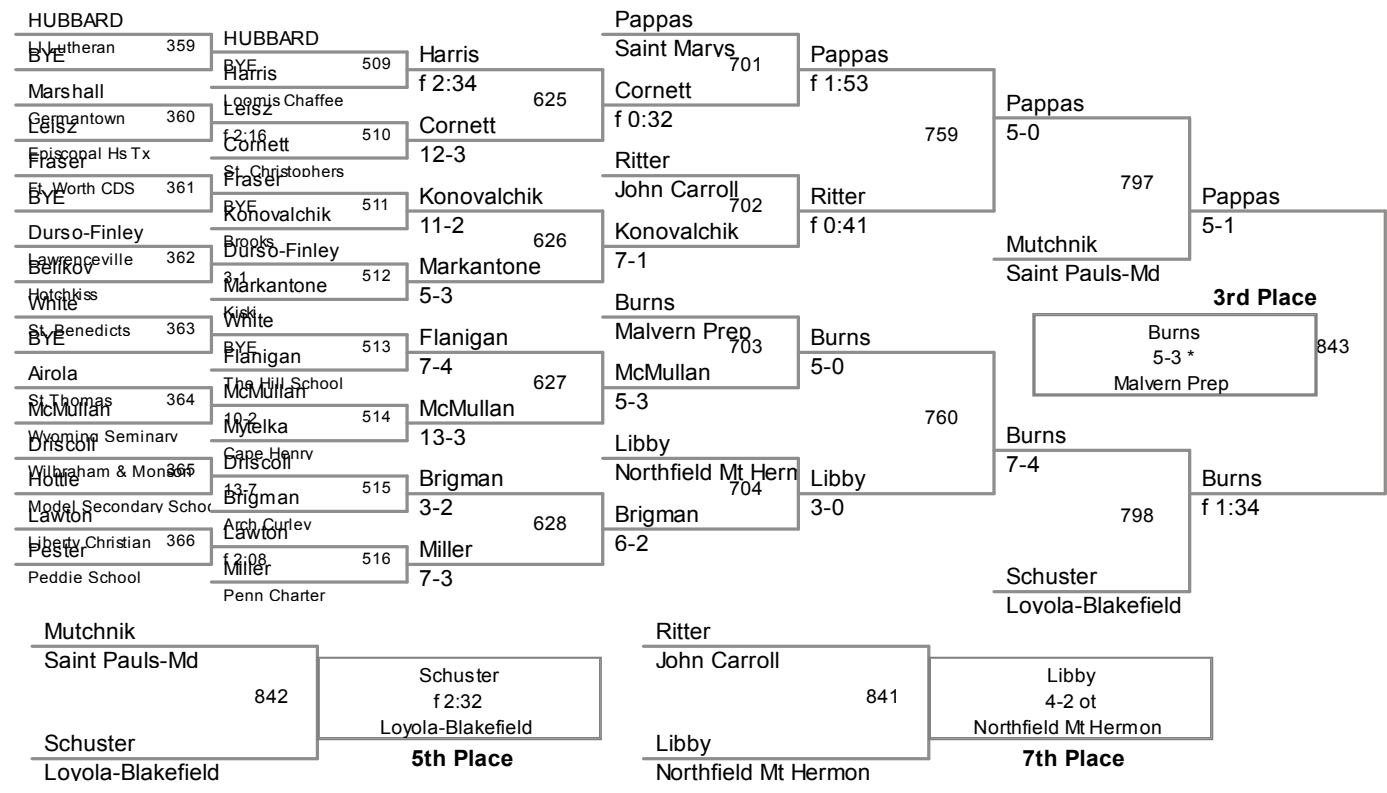 HUBBARD
Ll Lutheran
359
BYE
Marshall
Germantown
360
Leisz
Episcopal Hs Tx
Fraser
Ft. Worth CDS
361
BYE
Durso-Finley
Lawrenceville
362
Belikov
Hotchkiss
White
St. Benedicts
363
BYE
Airola
St.Thomas
364
McMullan
Wyoming Seminary
Driscoll
Wilbraham & Monson
365
Hottle
Model Secondary Schoo
Lawton
Liberty Christian
366
Pester
Peddie School
HUBBARD
BYE
509
Harris
Loomis Chaffee
Leisz
f 2:16
510
Cornett
St. Christophers
Fraser
BYE
511
Konovalchik
Brooks
Durso-Finley
3-1
512
Markantone
Kiski
White
BYE
513
Flanigan
The Hill School
McMullan
10-2
514
Mytelka
Cape Henry
Driscoll
13-7
515
Brigman
Arch Curley
Lawton
f 2:08
516
Miller
Penn Charter
Harris
f 2:34
625
Cornett
12-3
Konovalchik
11-2
626
Markantone
5-3
Flanigan
7-4
627
McMullan
13-3
Brigman
3-2
628
Miller
7-3
Pappas
Saint Marys
701
Cornett
f 0:32
Ritter
John Carroll
702
Konovalchik
7-1
Burns
Malvern Prep
703
McMullan
5-3
Libby
Northfield Mt Herm
704
Brigman
6-2
Pappas
f 1:53
759
Ritter
f 0:41
Burns
5-0
760
Libby
3-0
Pappas
5-0
797
Mutchnik
Saint Pauls-Md
Burns
7-4
798
Schuster
Loyola-Blakefield
Pappas
5-1
3rd Place
Burns
5-3 *
Malvern Prep
843
Burns
f 1:34
Mutchnik
Saint Pauls-Md
842
Schuster
Loyola-Blakefield
Schuster
f 2:32
Loyola-Blakefield
5th Place
Ritter
John Carroll
841
Libby
Northfield Mt Hermon
Libby
4-2 ot
Northfield Mt Hermon
7th Place